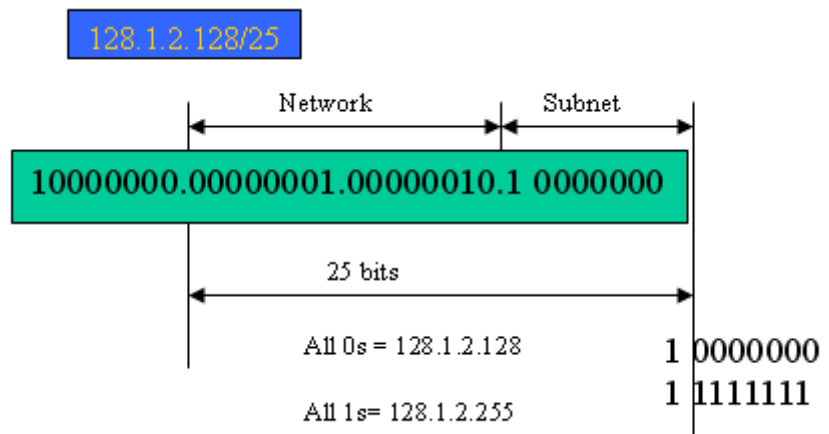 128.1.2.128/25
Network Subnet
10000000.00000001.00000010.1 0000000
25 bits
All 0s = 128.1.2.128 1 0000000
All 1s= 128.1.2.255 1 1111111